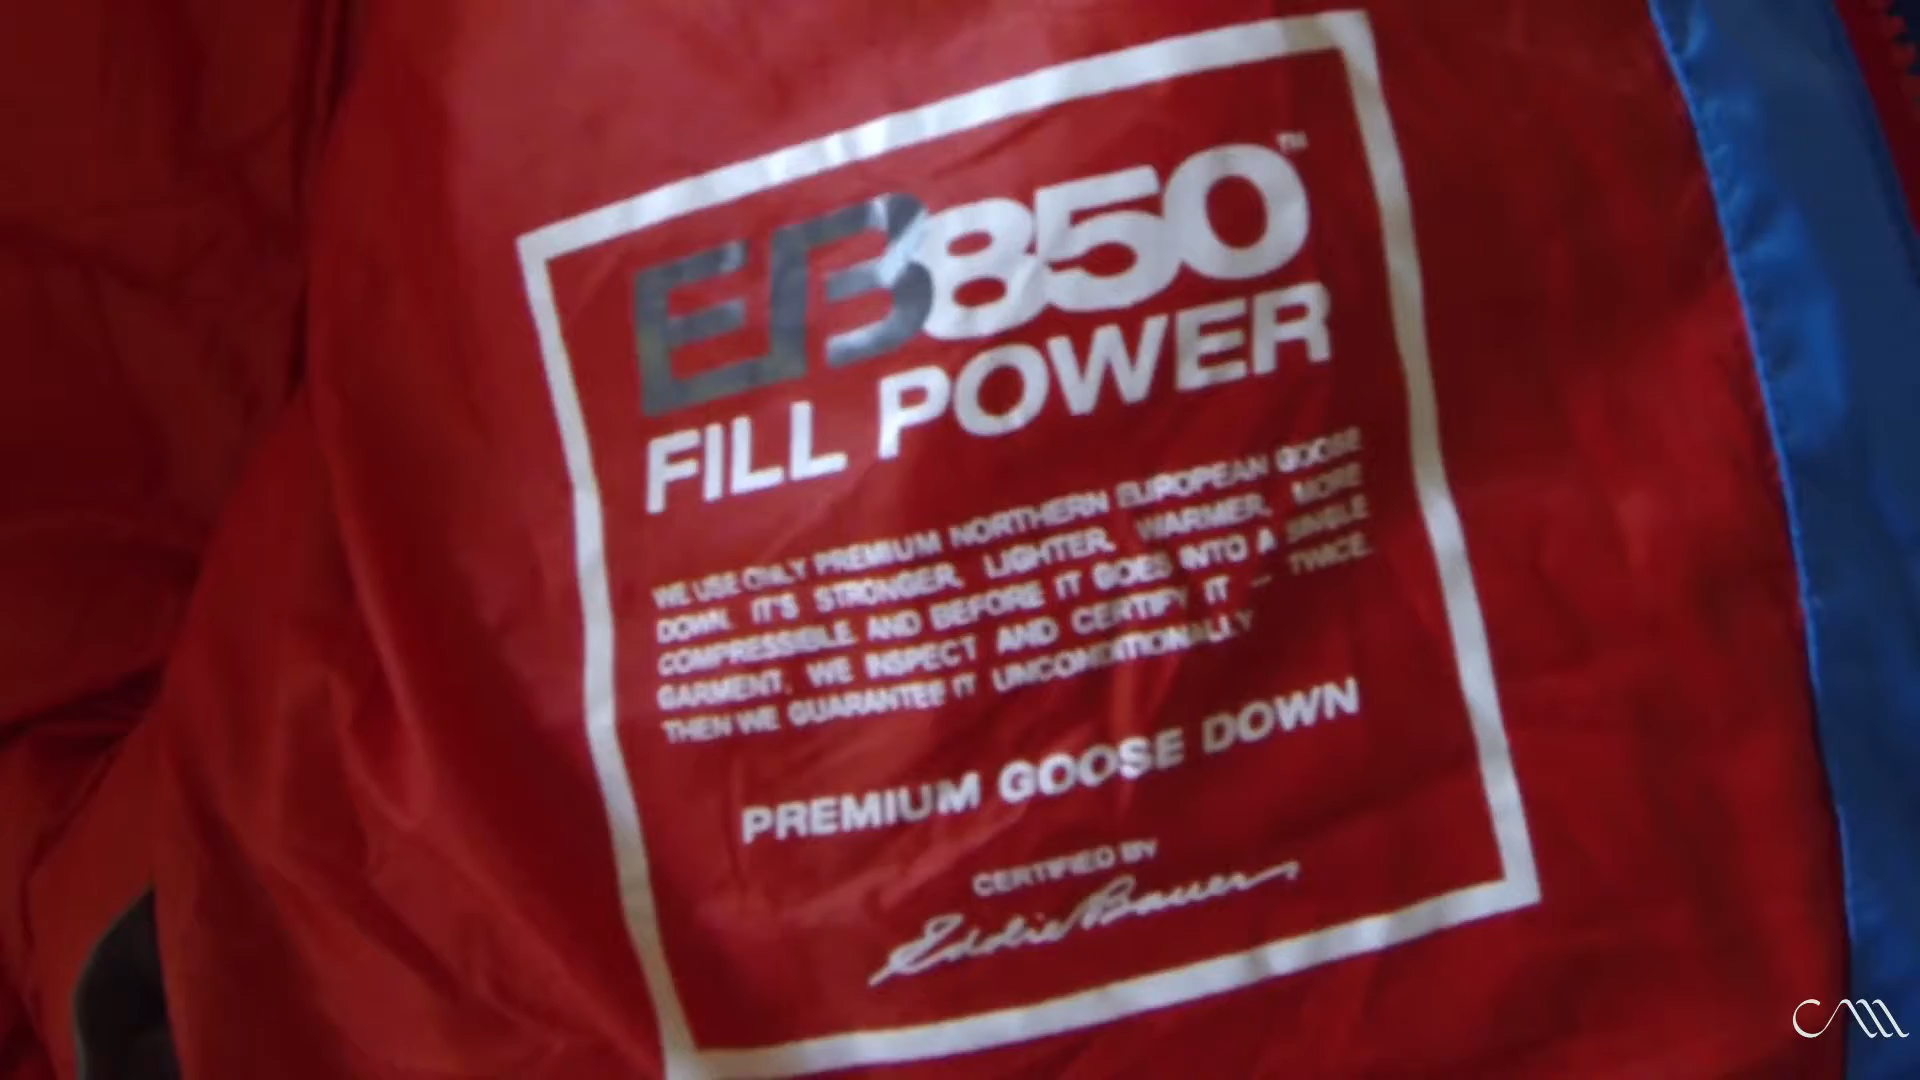 EB850™
FILL POWER
WE USE ONLY PREMIUM NORTHERN EUROPEAN GOOSE
DOWN. IT'S STRONGER, LIGHTER, WARMER, MORE
COMPRESSIBLE AND BEFORE IT GOES INTO A SINGLE
GARMENT, WE INSPECT AND CERTIFY IT – TWICE.
THEN WE GUARANTEE IT UNCONDITIONALLY
PREMIUM GOOSE DOWN
CERTIFIED BY
Eddie Bauer